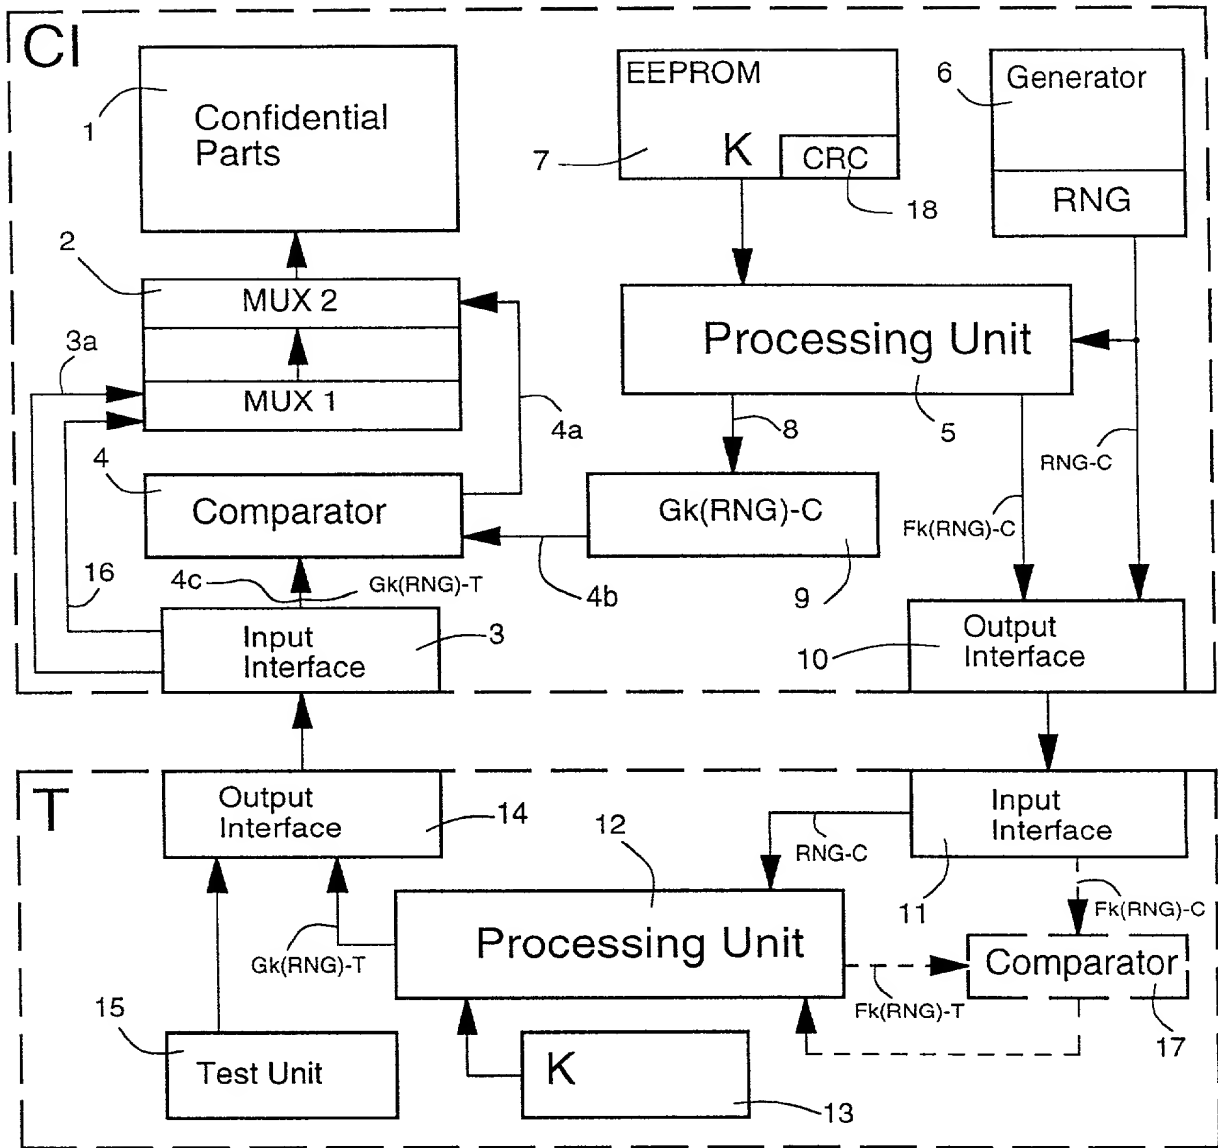 CI
1
Confidential
Parts
EEPROM
7
K
CRC
18
6
Generator
RNG
2
MUX 2
3a
MUX 1
4a
Processing Unit
8
5
RNG-C
4
Comparator
Gk(RNG)-C
Fk(RNG)-C
16
4c
Gk(RNG)-T
4b
9
Input
Interface
3
10
Output
Interface
T
Output
Interface
14
12
RNG-C
Input
Interface
11
Fk(RNG)-C
Gk(RNG)-T
Processing Unit
Comparator
Fk(RNG)-T
17
15
Test Unit
K
13